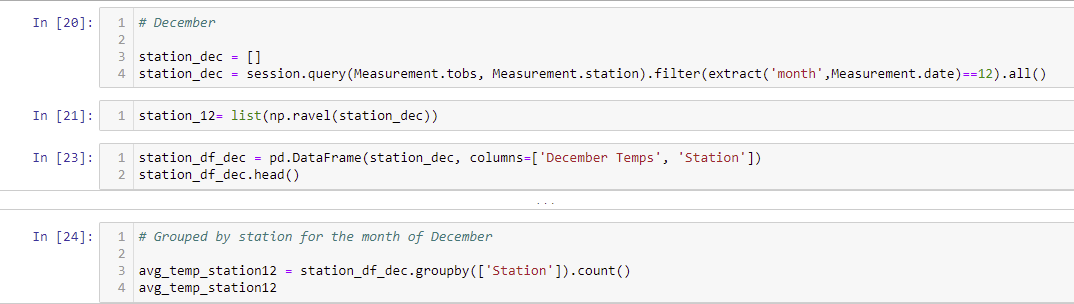 In [20]:
1 # December
2
3 station_dec = []
4 station_dec = session.query(Measurement.tobs, Measurement.station).filter(extract('month',Measurement.date)==12).all()
In [21]:
1 station_12= list(np.ravel(station_dec))
In [23]:
1 station_df_dec = pd.DataFrame(station_dec, columns=['December Temps', 'Station'])
2 station_df_dec.head()
...
In [24]:
1 # Grouped by station for the month of December
2
3 avg_temp_station12 = station_df_dec.groupby(['Station']).count()
4 avg_temp_station12